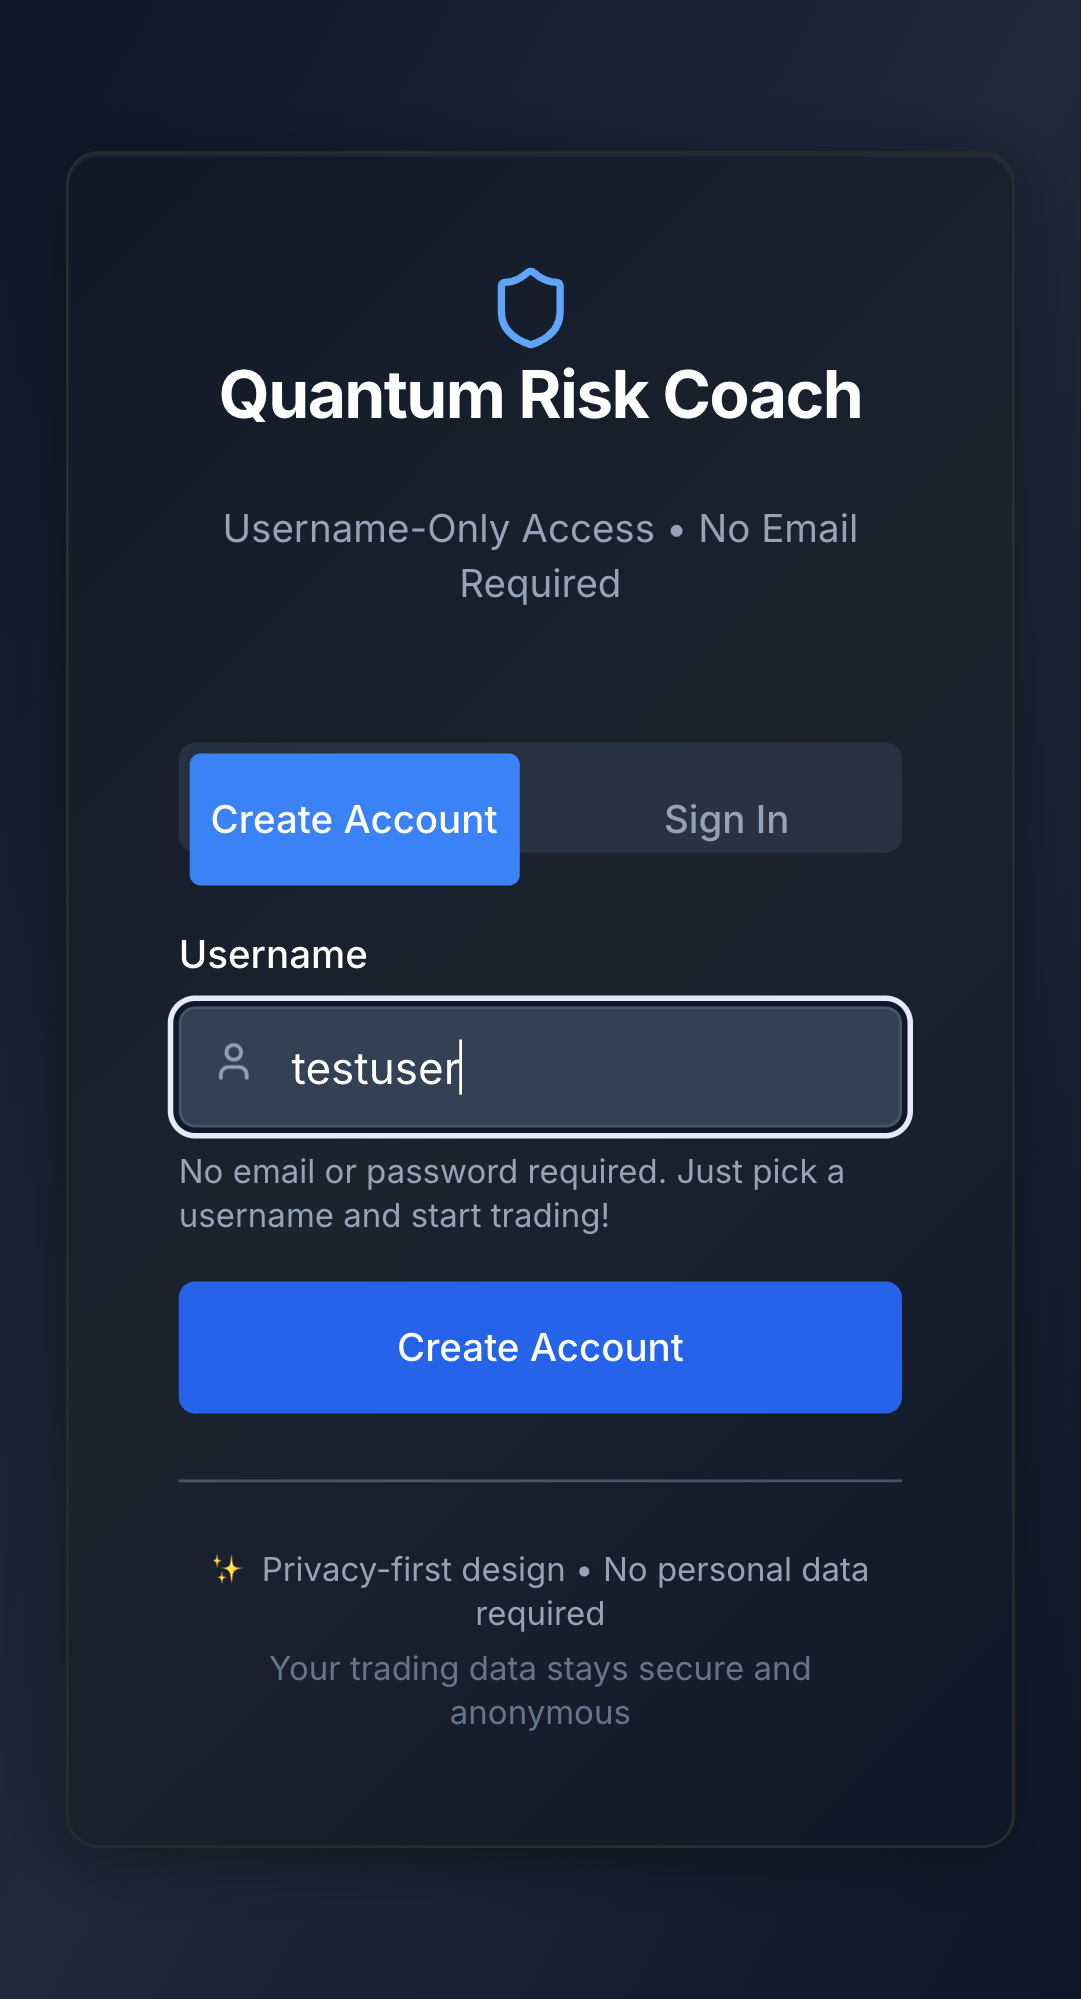 Quantum Risk Coach
Username-Only Access • No Email
Required
Create Account
Sign In
Username
testuser
No email or password required. Just pick a
username and start trading!
Create Account
✨ Privacy-first design • No personal data
required
Your trading data stays secure and
anonymous